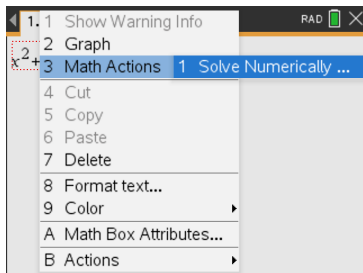 1. RAD
x²+
1 Show Warning Info
2 Graph
3 Math Actions 1 Solve Numerically ...
4 Cut
5 Copy
6 Paste
7 Delete
8 Format text...
9 Color
A Math Box Attributes...
B Actions